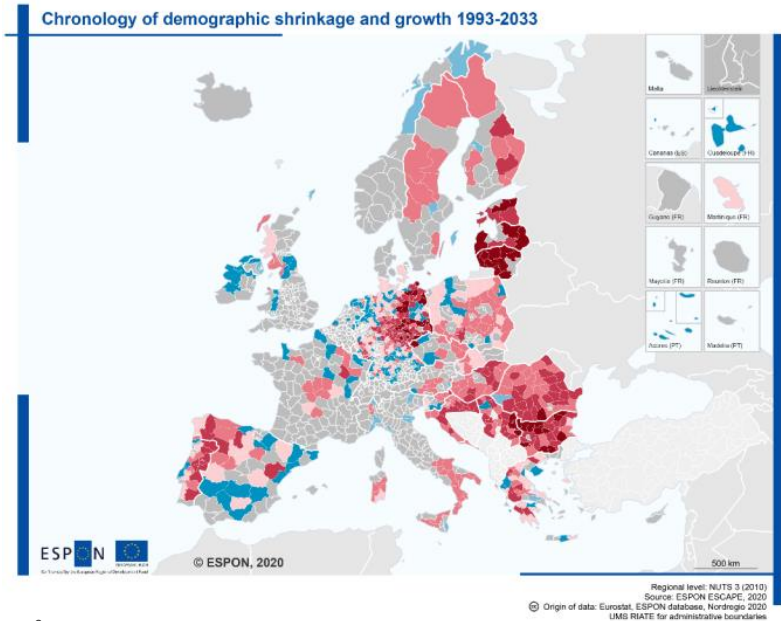 Chronology of demographic shrinkage and growth 1993-2033
Malta
Liechtenstein
Canarias (ES)
Guadeloupe (FR)
Guyane (FR)
Martinique (FR)
Mayotte (FR)
Réunion (FR)
Azores (PT)
Madeira (PT)
ESPON
© ESPON, 2020
500 km
Regional level: NUTS 3 (2010)
Source: ESPON ESCAPE, 2020
Origin of data: Eurostat, ESPON database, Nordregio 2020
UMS RIATE for administrative boundaries